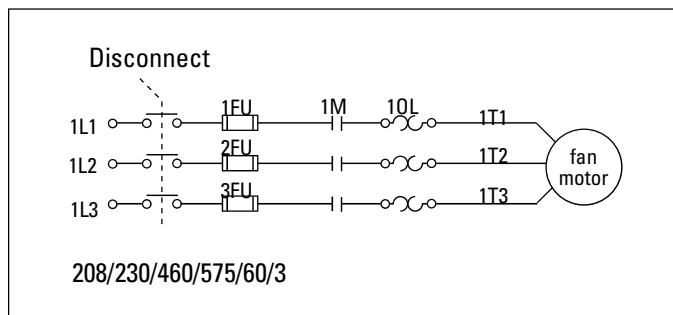 Disconnect
1FU 1M 1OL
1L1 1T1
2FU
1L2 1T2
fan
motor
3FU
1L3 1T3
208/230/460/575/60/3